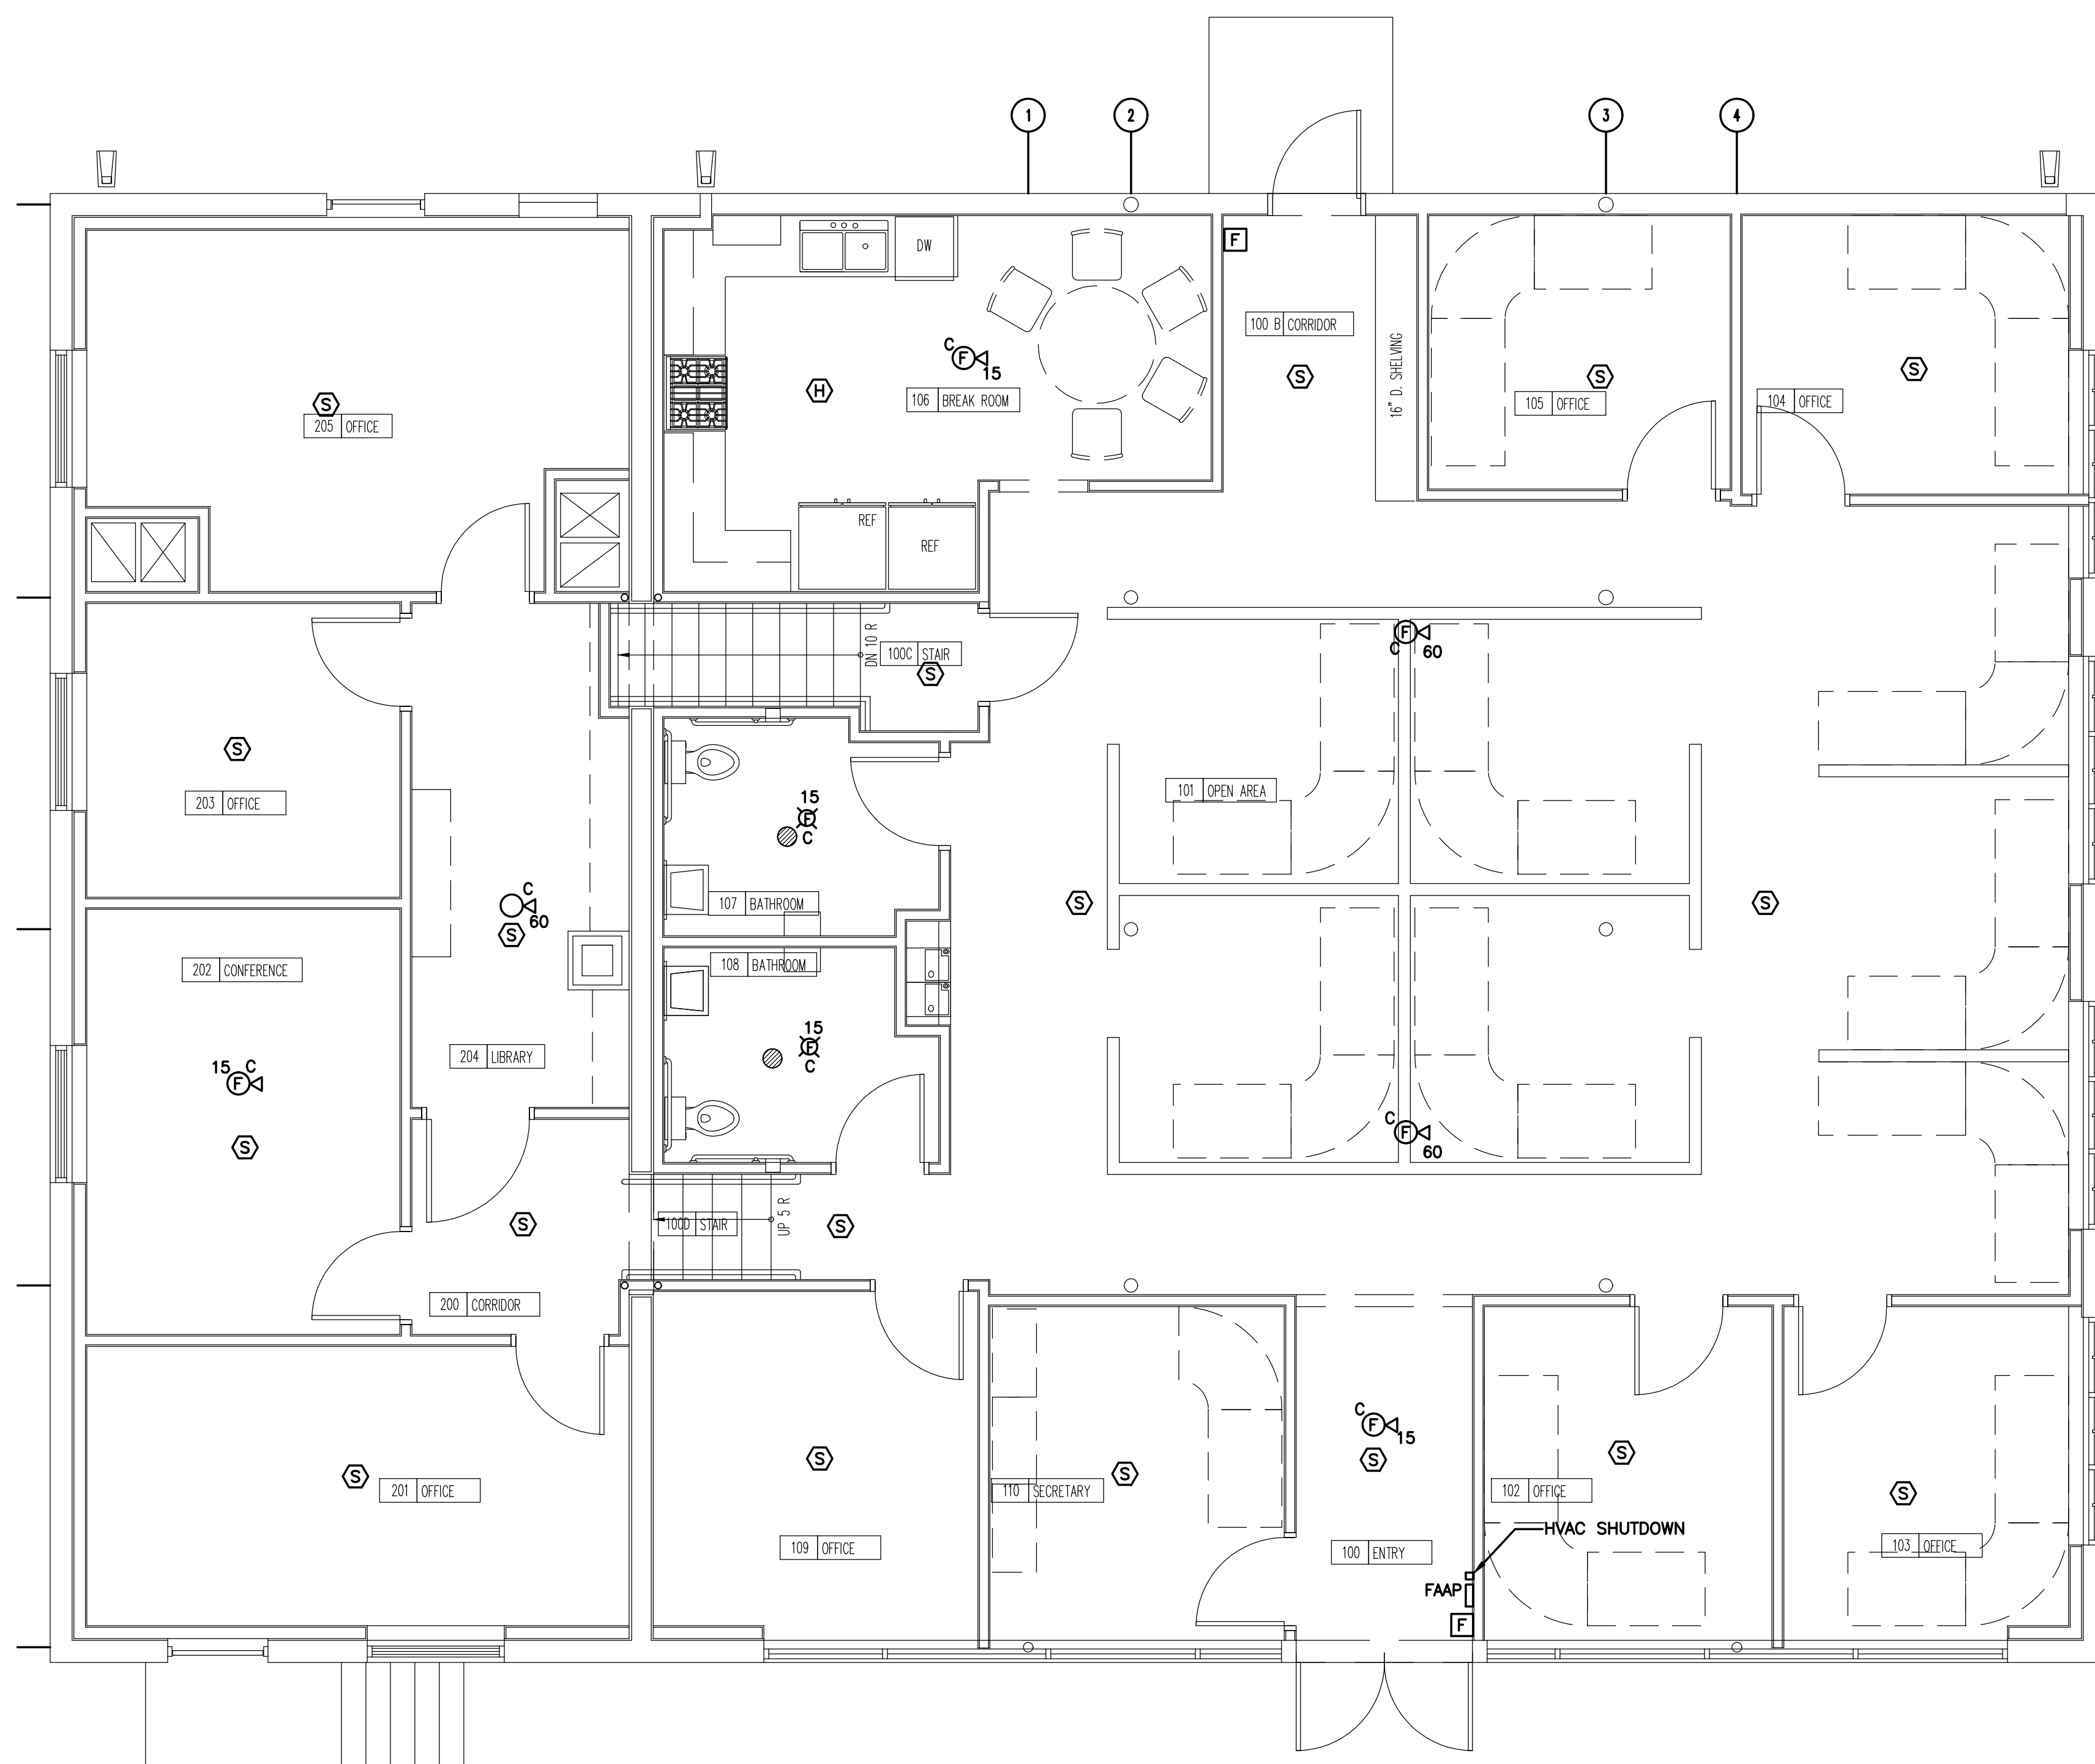 1
2
3
4
DW
F
100 B CORRIDOR
16" D. SHELVING
C
F
15
H
106 BREAK ROOM
S
S
105 OFFICE
S
104 OFFICE
S
205 OFFICE
REF
REF
DN 10 R
100C STAIR
S
F
C 60
S
203 OFFICE
101 OPEN AREA
15
F
C
C
60
S
107 BATHROOM
S
S
202 CONFERENCE
108 BATHROOM
204 LIBRARY
15
F
C
15 C
F
S
C
F
60
S
100D STAIR
UP 5 R
S
200 CORRIDOR
C
F
15
S
S
S
S
S
S
201 OFFICE
110 SECRETARY
102 OFFICE
HVAC SHUTDOWN
109 OFFICE
100 ENTRY
103 OFFICE
FAAP
F